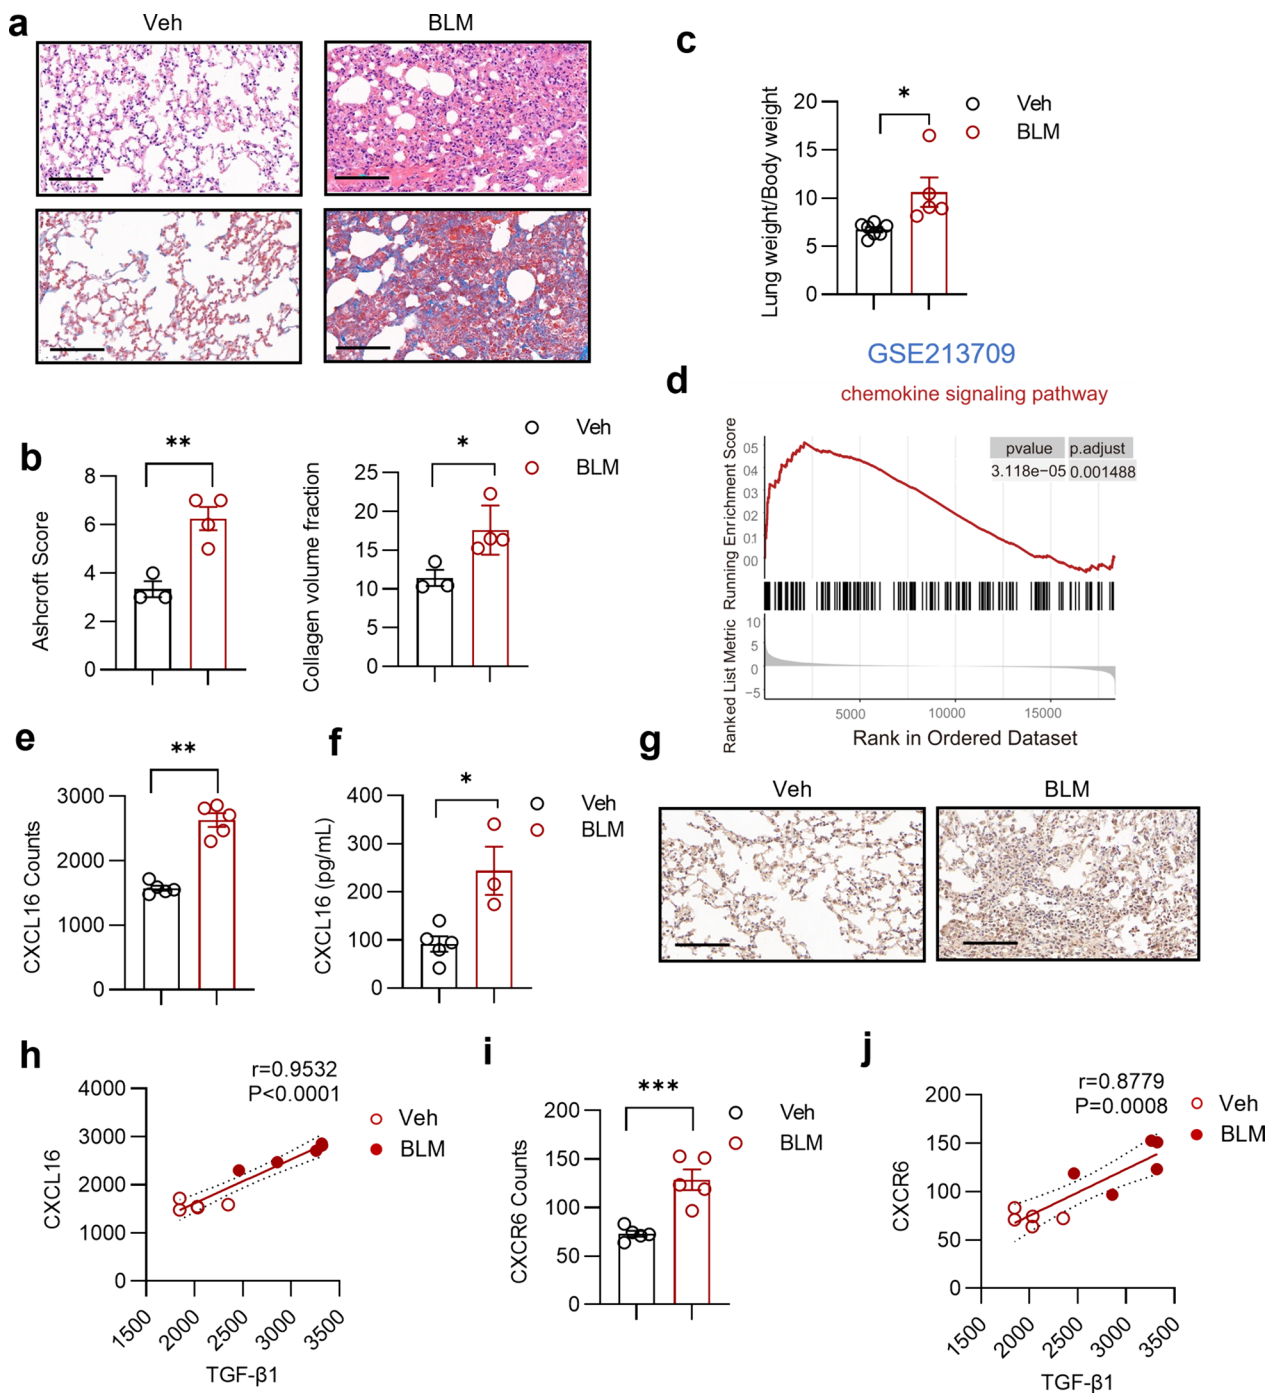 a
Veh
BLM
b
Ashcroft Score
8
6
4
2
0
**
Collagen volume fraction
25
20
15
10
5
0
*
Veh
BLM
c
Lung weight/Body weight
20
15
10
5
0
*
Veh
BLM
GSE213709
d
chemokine signaling pathway
Running Enrichment Score
05
04
03
02
01
00
pvalue p.adjust
3.118e-05 0.001488
Ranked List Metric
10
5
0
-5
5000 10000 15000
Rank in Ordered Dataset
e
CXCL16 Counts
3000
2000
1000
0
**
f
CXCL16 (pg/mL)
400
300
200
100
0
*
Veh
BLM
g
Veh
BLM
h
CXCL16
4000
3000
2000
1000
0
r=0.9532
P<0.0001
Veh
BLM
1500 2000 2500 3000 3500
TGF-β1
i
CXCR6 Counts
200
150
100
50
0
***
Veh
BLM
j
CXCR6
200
150
100
50
0
r=0.8779
P=0.0008
Veh
BLM
1500 2000 2500 3000 3500
TGF-β1